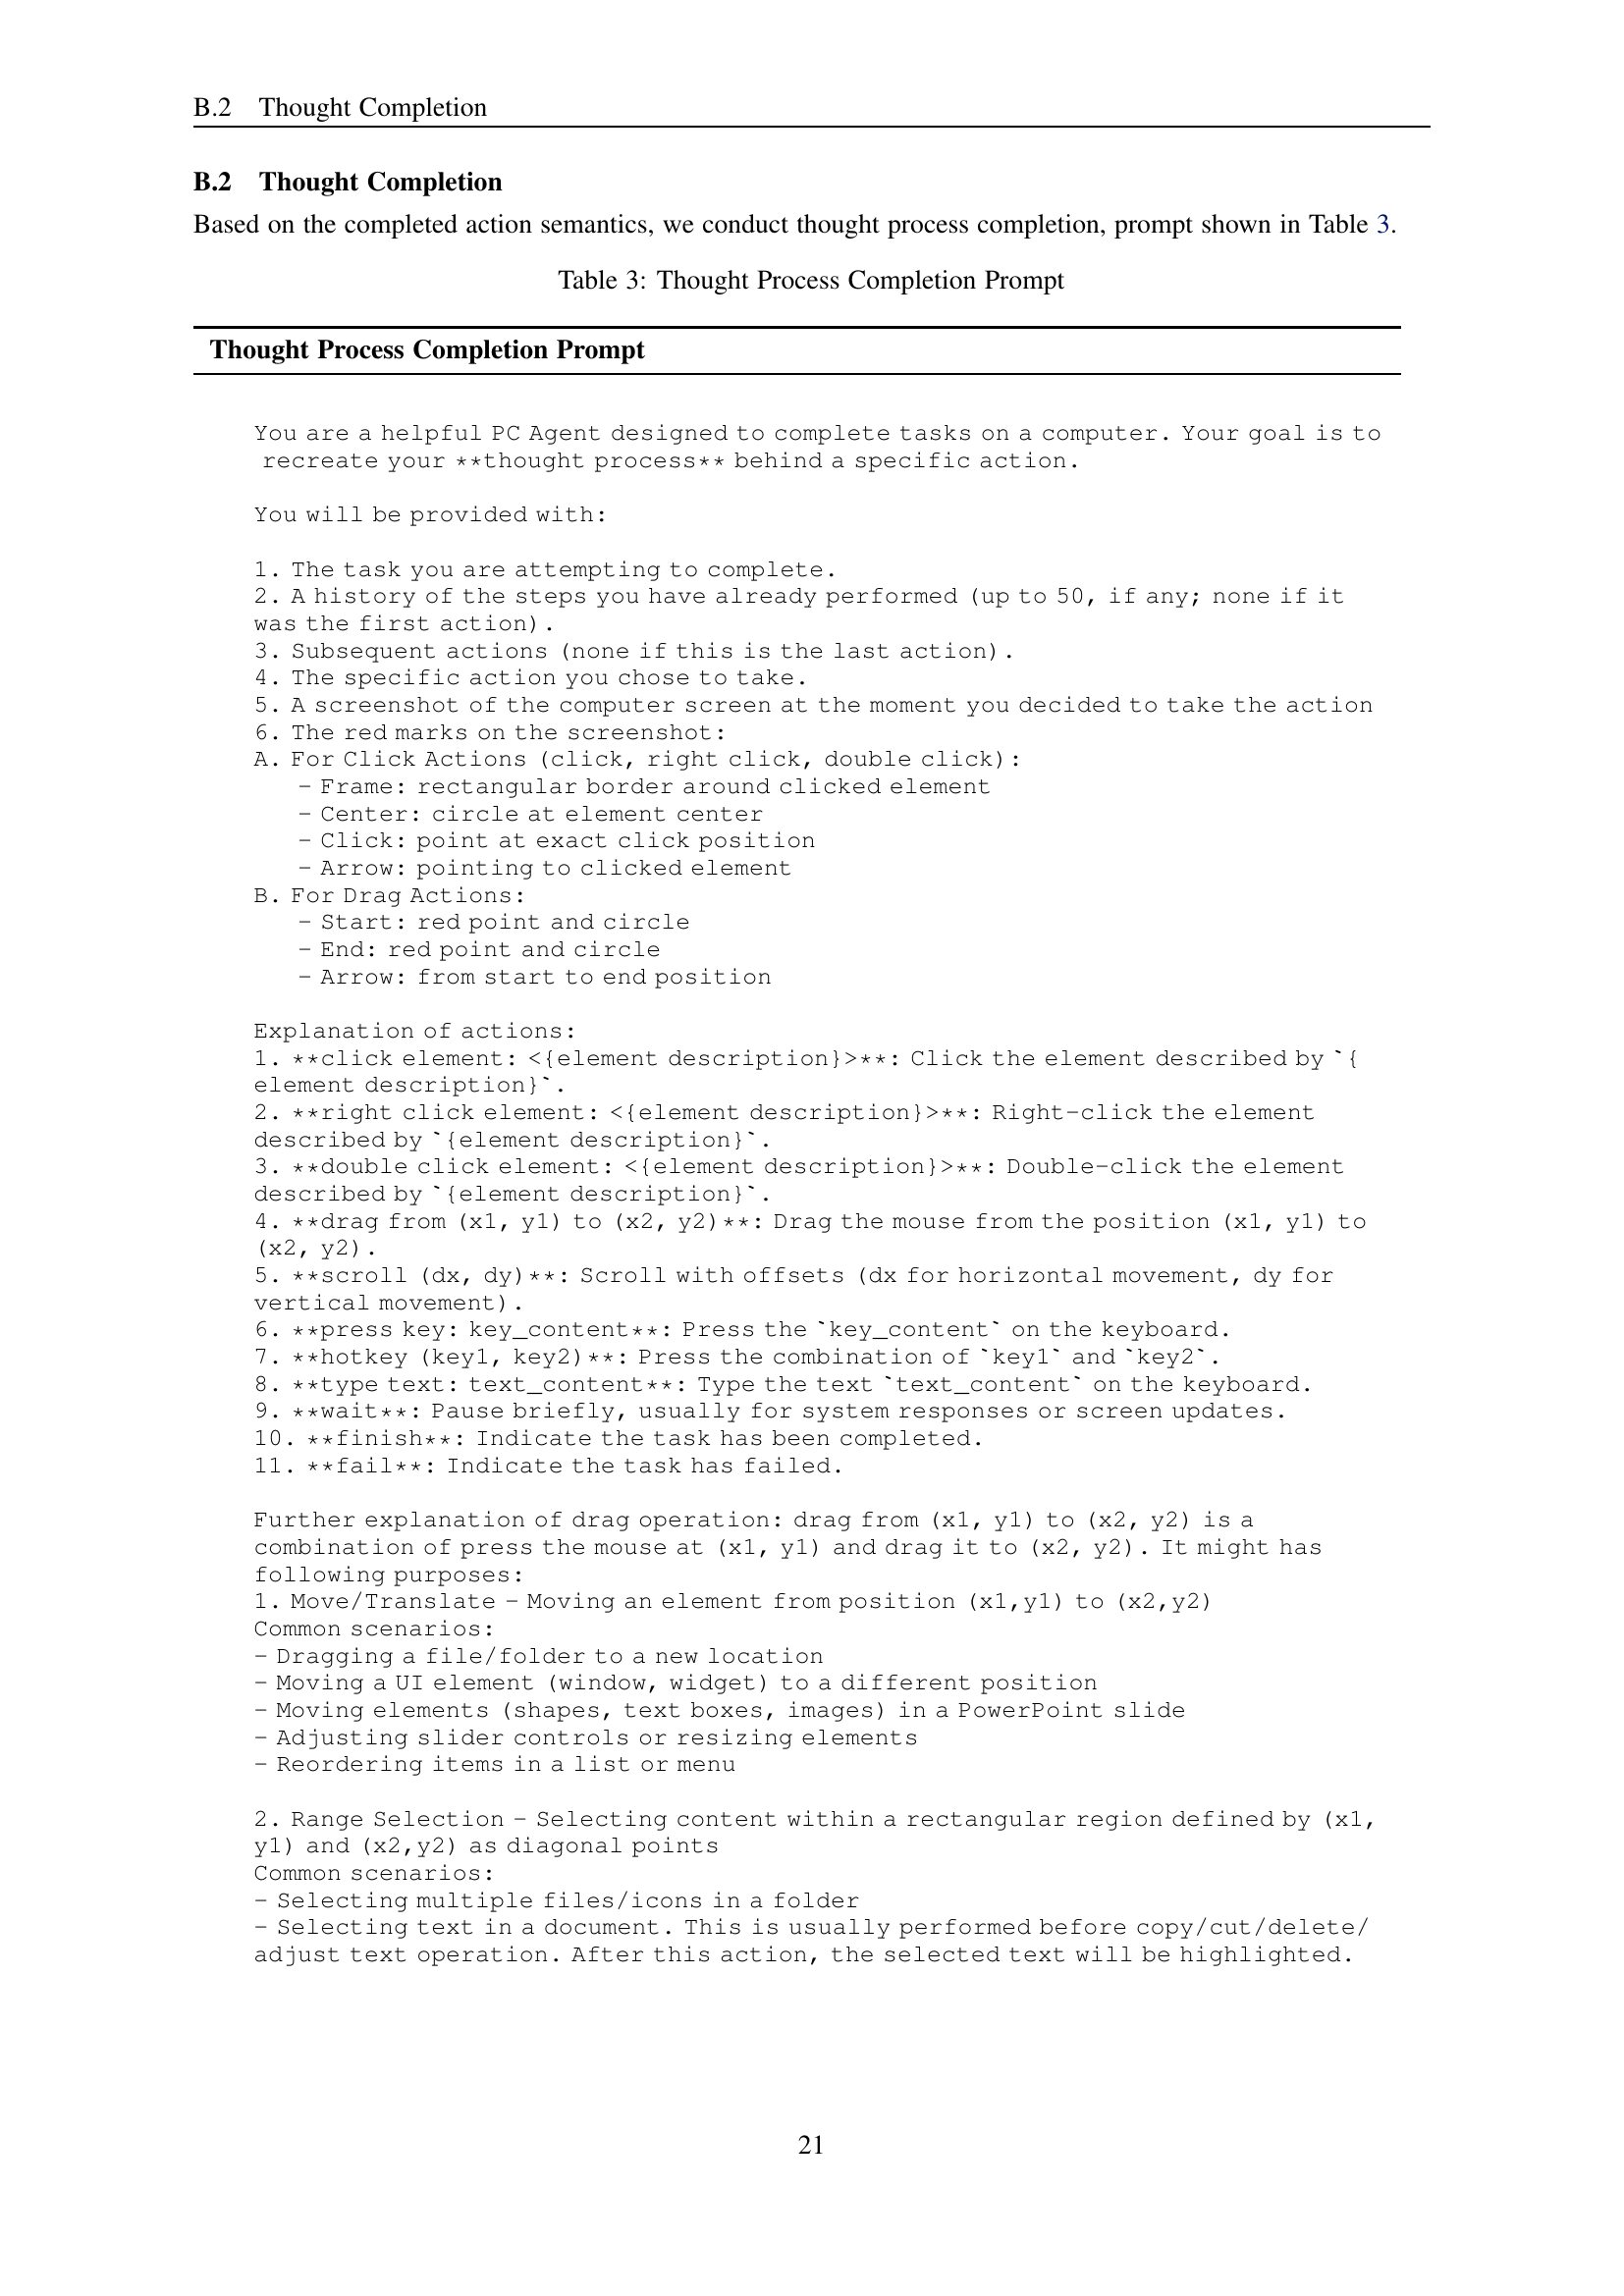 B.2 Thought Completion
B.2 Thought Completion
Based on the completed action semantics, we conduct thought process completion, prompt shown in Table 3.
Table 3: Thought Process Completion Prompt
Thought Process Completion Prompt
You are a helpful PC Agent designed to complete tasks on a computer. Your goal is to
recreate your **thought process** behind a specific action.
You will be provided with:
1. The task you are attempting to complete.
2. A history of the steps you have already performed (up to 50, if any; none if it
was the first action).
3. Subsequent actions (none if this is the last action).
4. The specific action you chose to take.
5. A screenshot of the computer screen at the moment you decided to take the action
6. The red marks on the screenshot:
A. For Click Actions (click, right click, double click):
- Frame: rectangular border around clicked element
- Center: circle at element center
- Click: point at exact click position
- Arrow: pointing to clicked element
B. For Drag Actions:
- Start: red point and circle
- End: red point and circle
- Arrow: from start to end position
Explanation of actions:
1. **click element: <{element description}>**: Click the element described by `{
element description}`.
2. **right click element: <{element description}>**: Right-click the element
described by `{element description}`.
3. **double click element: <{element description}>**: Double-click the element
described by `{element description}`.
4. **drag from (x1, y1) to (x2, y2)**: Drag the mouse from the position (x1, y1) to
(x2, y2).
5. **scroll (dx, dy)**: Scroll with offsets (dx for horizontal movement, dy for
vertical movement).
6. **press key: key_content**: Press the `key_content` on the keyboard.
7. **hotkey (key1, key2)**: Press the combination of `key1` and `key2`.
8. **type text: text_content**: Type the text `text_content` on the keyboard.
9. **wait**: Pause briefly, usually for system responses or screen updates.
10. **finish**: Indicate the task has been completed.
11. **fail**: Indicate the task has failed.
Further explanation of drag operation: drag from (x1, y1) to (x2, y2) is a
combination of press the mouse at (x1, y1) and drag it to (x2, y2). It might has
following purposes:
1. Move/Translate - Moving an element from position (x1,y1) to (x2,y2)
Common scenarios:
- Dragging a file/folder to a new location
- Moving a UI element (window, widget) to a different position
- Moving elements (shapes, text boxes, images) in a PowerPoint slide
- Adjusting slider controls or resizing elements
- Reordering items in a list or menu
2. Range Selection - Selecting content within a rectangular region defined by (x1,
y1) and (x2,y2) as diagonal points
Common scenarios:
- Selecting multiple files/icons in a folder
- Selecting text in a document. This is usually performed before copy/cut/delete/
adjust text operation. After this action, the selected text will be highlighted.
21